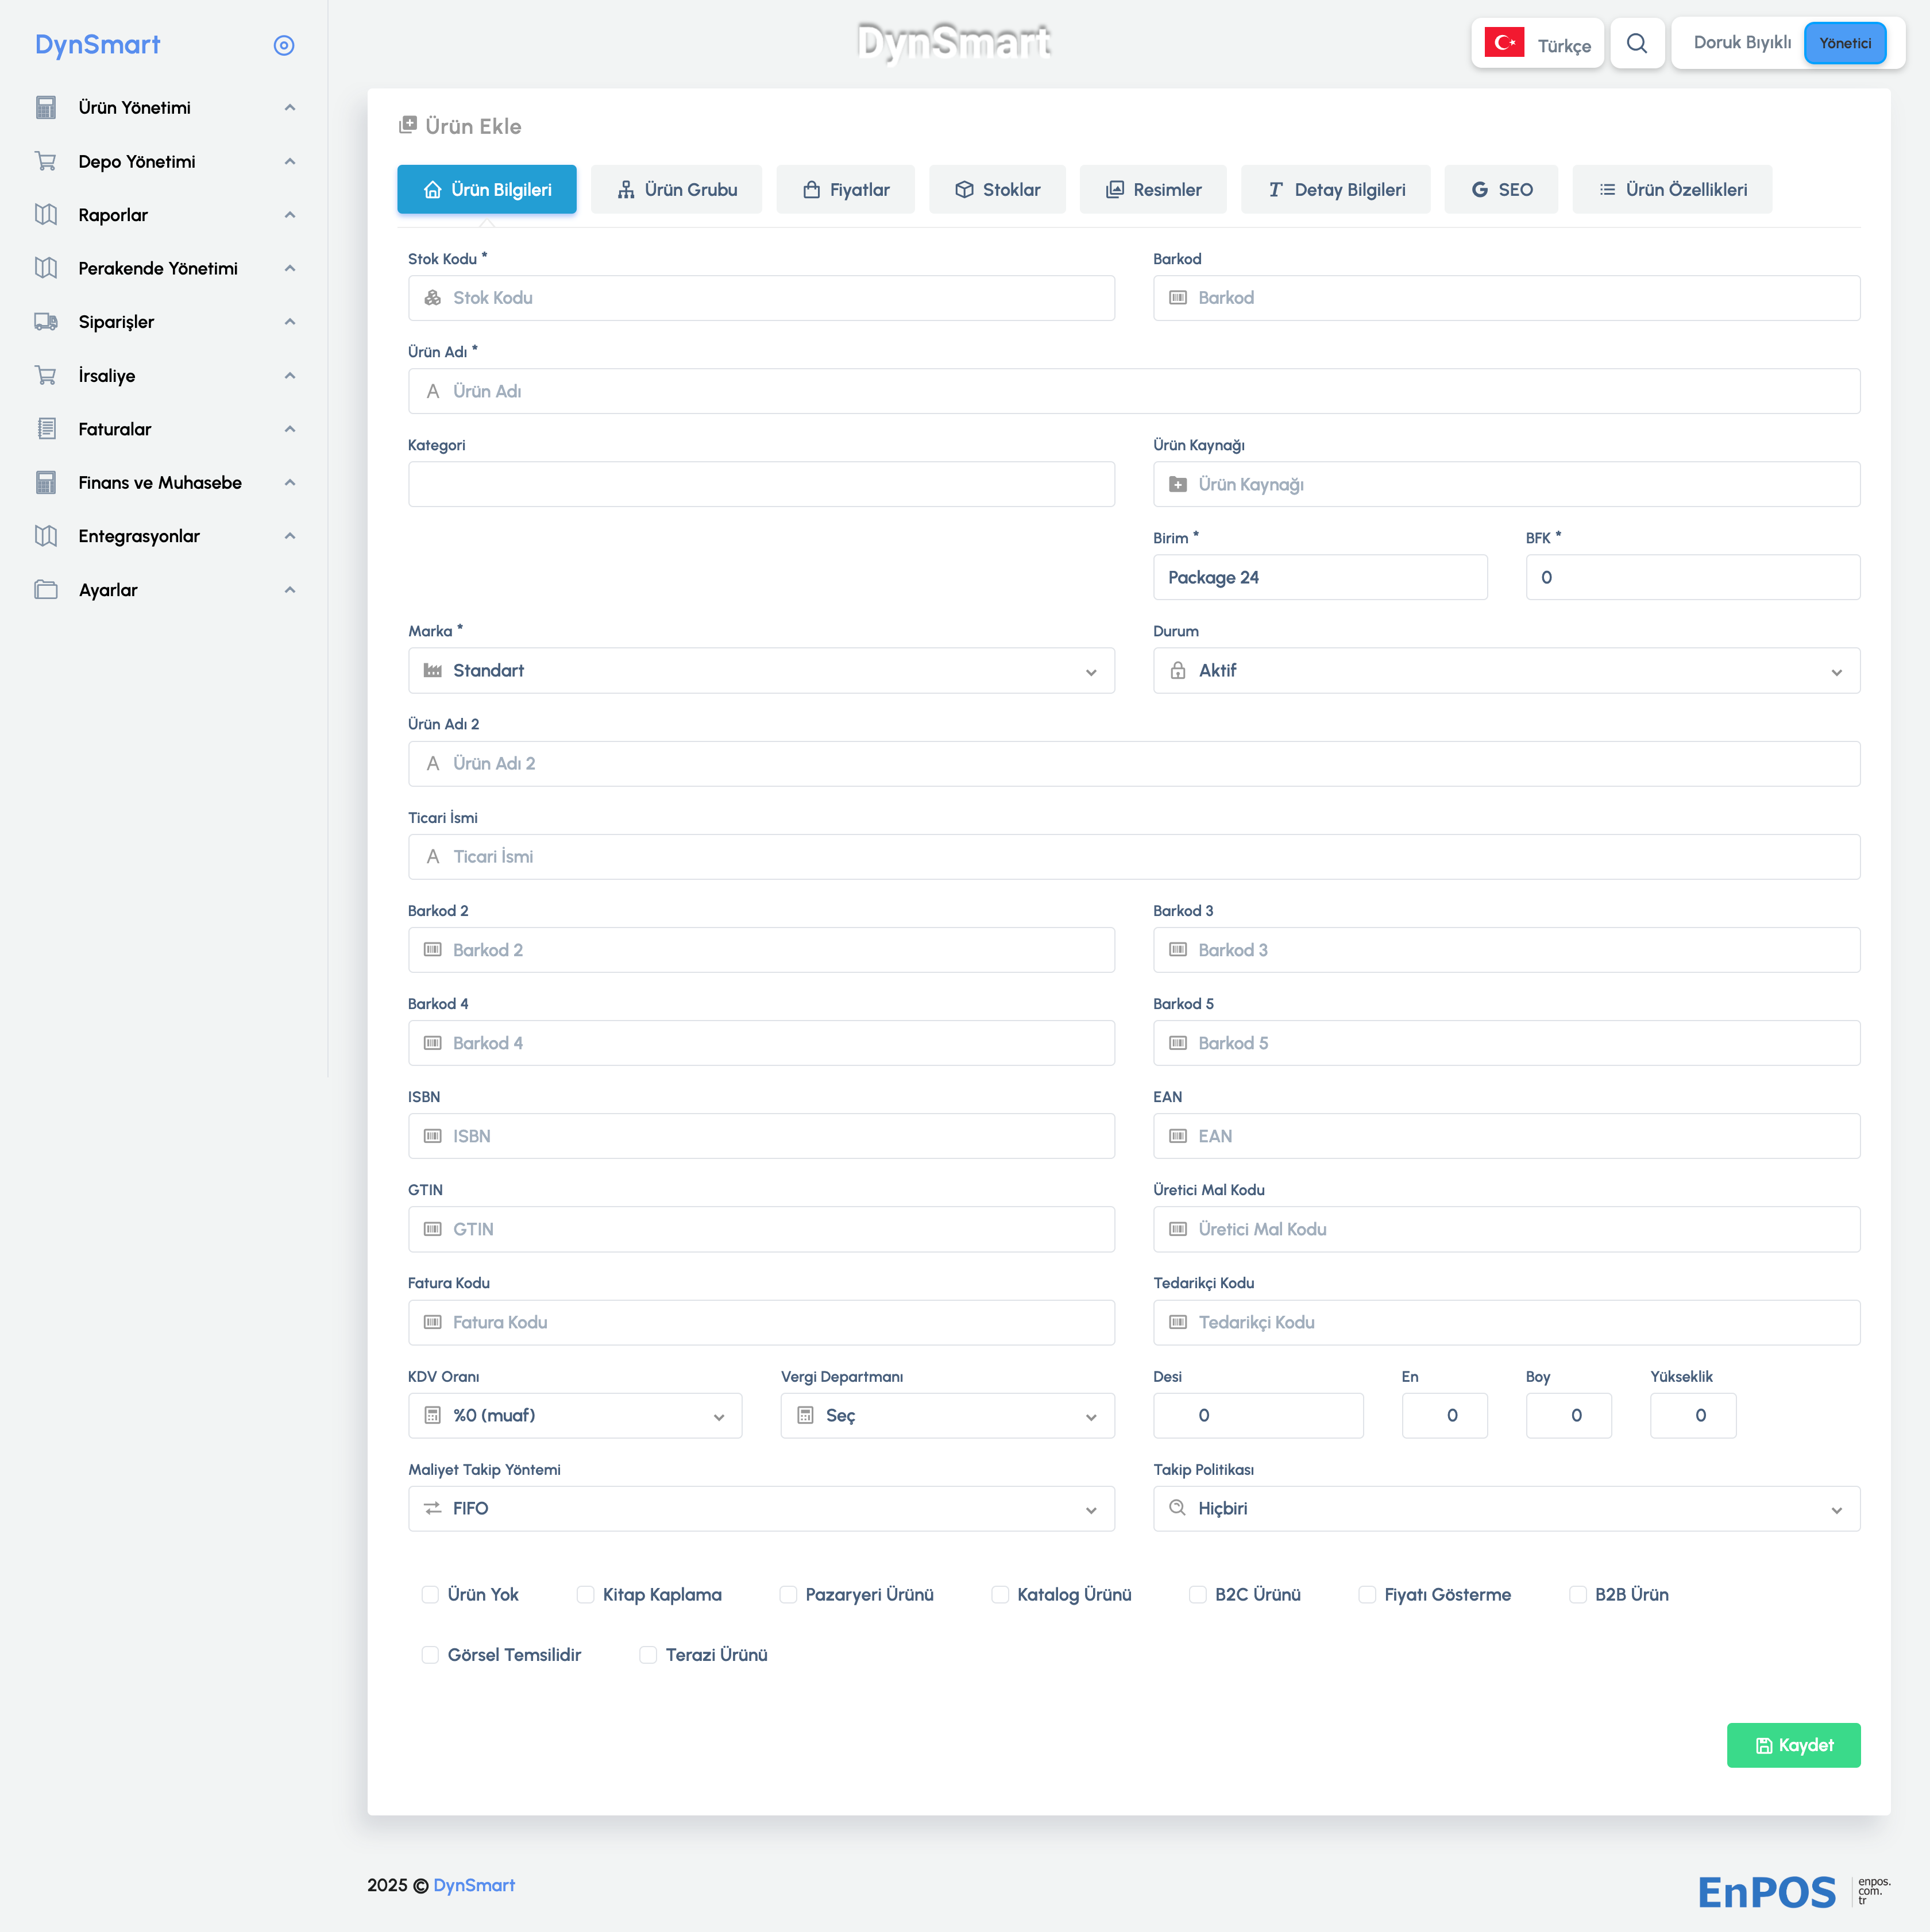 DynSmart
DynSmart
Türkçe
Doruk Bıyıklı
Yönetici
Ürün Yönetimi
Depo Yönetimi
Raporlar
Perakende Yönetimi
Siparişler
İrsaliye
Faturalar
Finans ve Muhasebe
Entegrasyonlar
Ayarlar
Ürün Ekle
Ürün Bilgileri
Ürün Grubu
Fiyatlar
Stoklar
Resimler
Detay Bilgileri
SEO
Ürün Özellikleri
Stok Kodu *
Stok Kodu
Barkod
Barkod
Ürün Adı *
Ürün Adı
Kategori
Ürün Kaynağı
Ürün Kaynağı
Birim *
Package 24
BFK *
0
Marka *
Standart
Durum
Aktif
Ürün Adı 2
Ürün Adı 2
Ticari İsmi
Ticari İsmi
Barkod 2
Barkod 2
Barkod 3
Barkod 3
Barkod 4
Barkod 4
Barkod 5
Barkod 5
ISBN
ISBN
EAN
EAN
GTIN
GTIN
Üretici Mal Kodu
Üretici Mal Kodu
Fatura Kodu
Fatura Kodu
Tedarikçi Kodu
Tedarikçi Kodu
KDV Oranı
%0 (muaf)
Vergi Departmanı
Seç
Desi
0
En
0
Boy
0
Yükseklik
0
Maliyet Takip Yöntemi
FIFO
Takip Politikası
Hiçbiri
Ürün Yok
Kitap Kaplama
Pazaryeri Ürünü
Katalog Ürünü
B2C Ürünü
Fiyatı Gösterme
B2B Ürün
Görsel Temsilidir
Terazi Ürünü
Kaydet
2025 © DynSmart
EnPOS
enpos.
com.
tr